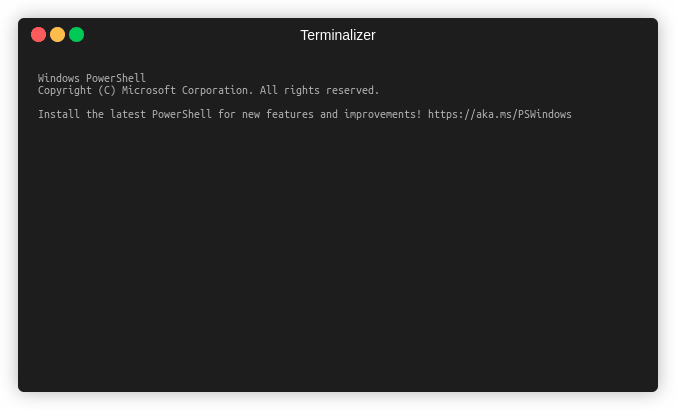 Terminalizer
Windows PowerShell
Copyright (C) Microsoft Corporation. All rights reserved.
Install the latest PowerShell for new features and improvements! https://aka.ms/PSWindows